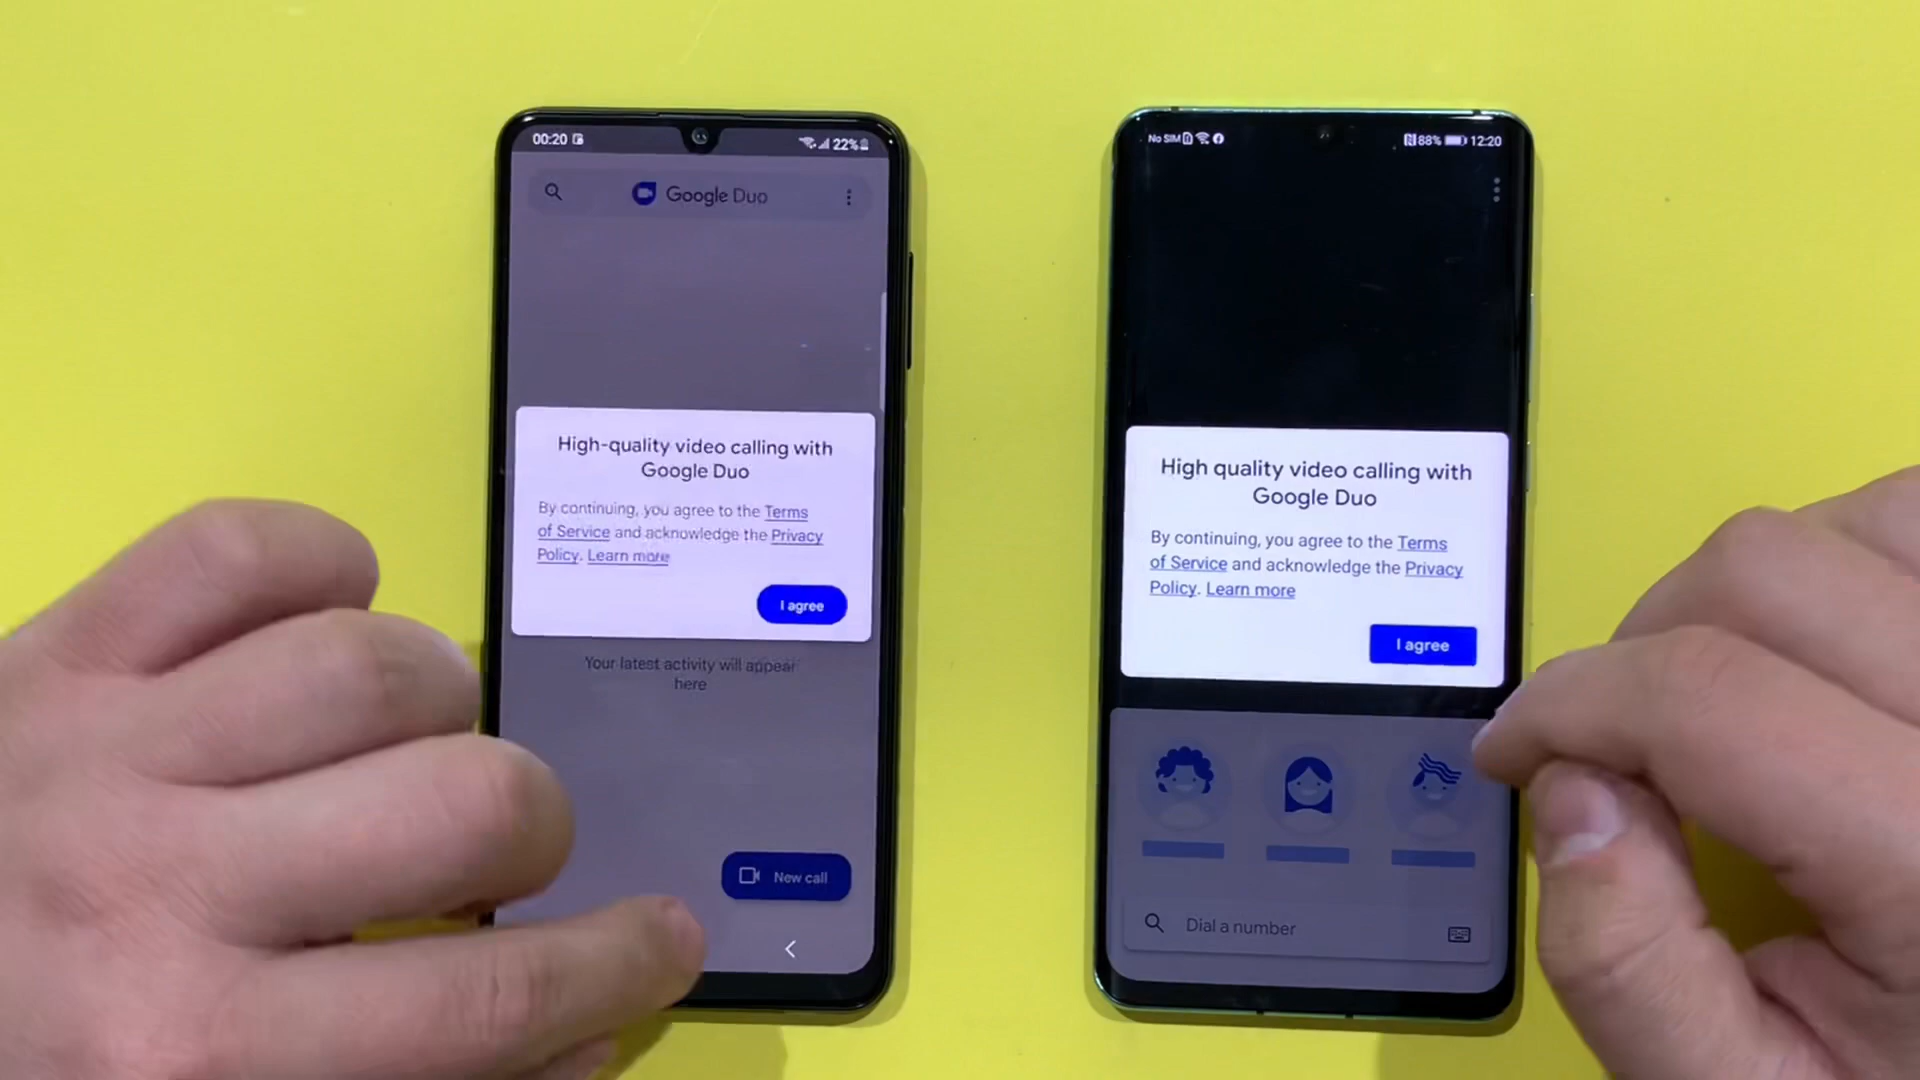 00:20
22%
Google Duo
High-quality video calling with
Google Duo
By continuing, you agree to the Terms
of Service and acknowledge the Privacy
Policy. Learn more
I agree
Your latest activity will appear
here
New call
No SIM
88% 12:20
High quality video calling with
Google Duo
By continuing, you agree to the Terms
of Service and acknowledge the Privacy
Policy. Learn more
I agree
Dial a number